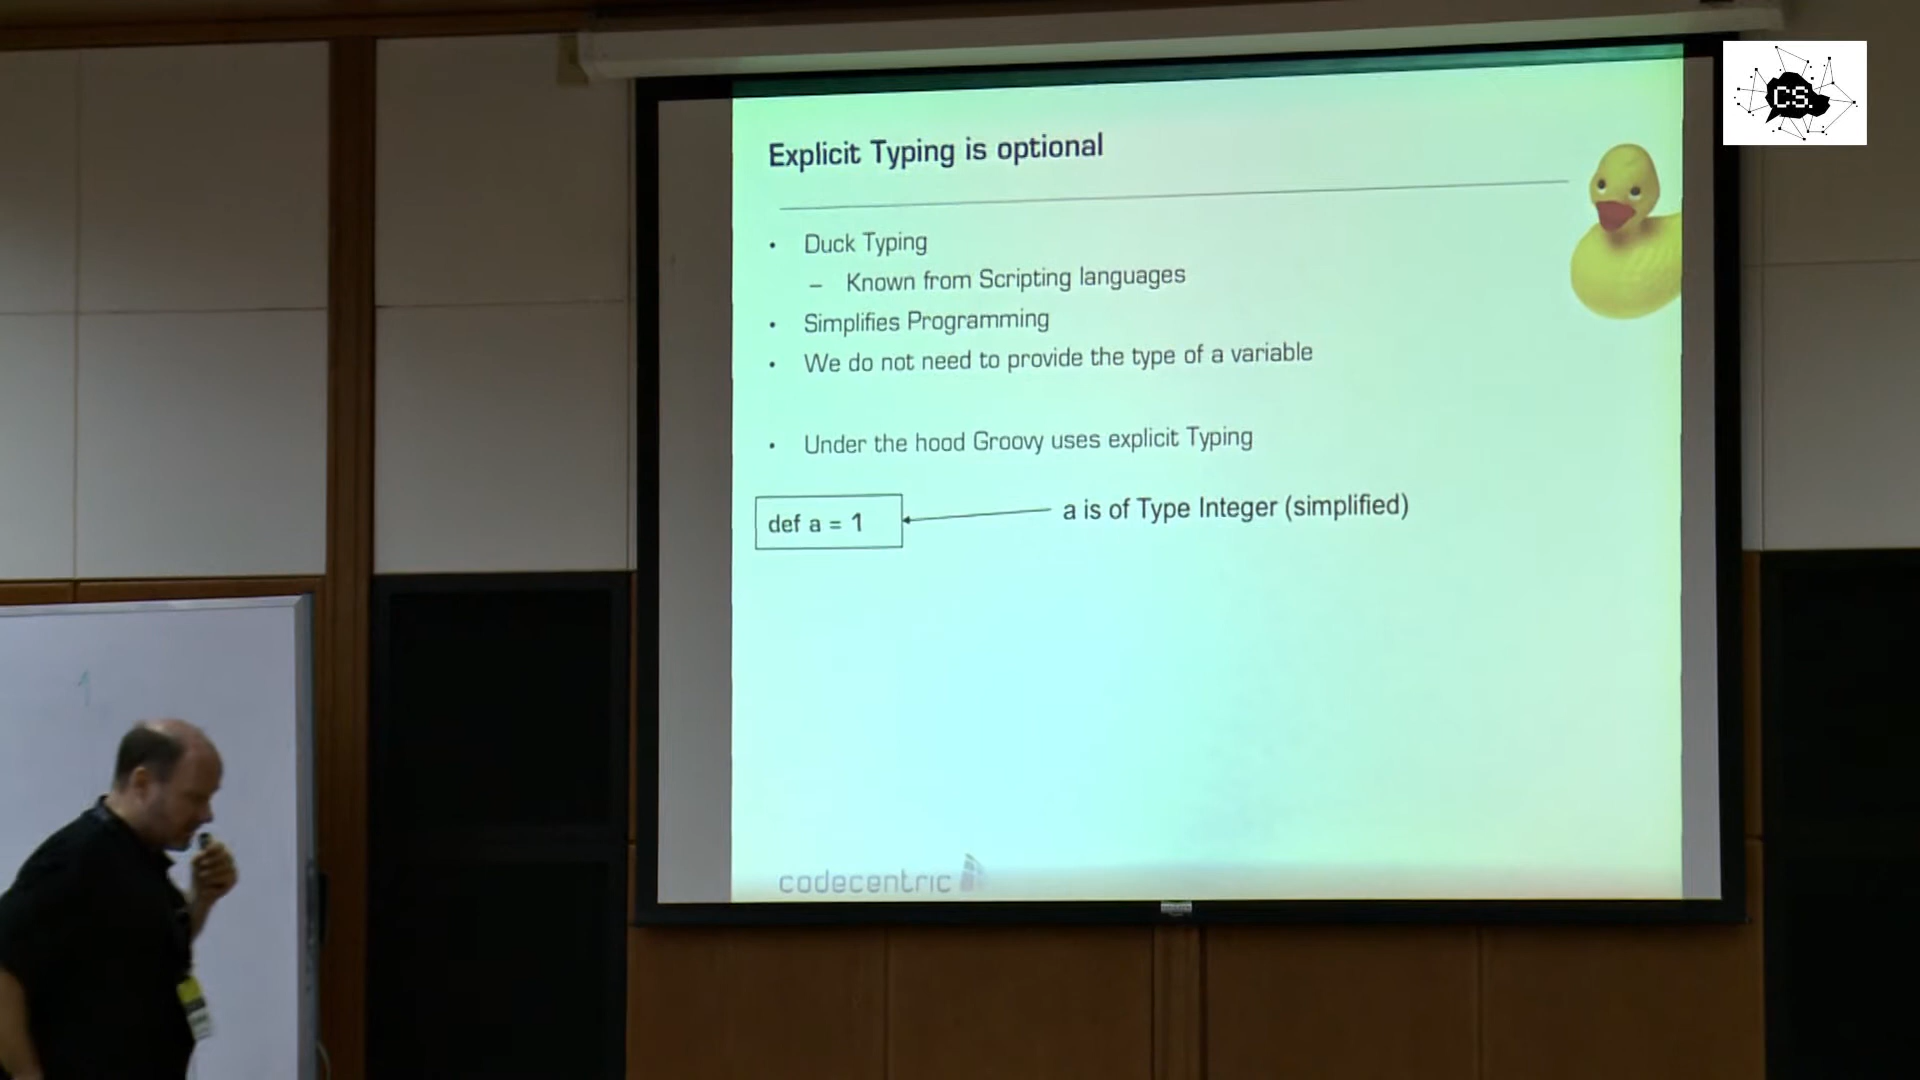 CS.
Explicit Typing is optional
• Duck Typing
– Known from Scripting languages
• Simplifies Programming
• We do not need to provide the type of a variable
• Under the hood Groovy uses explicit Typing
def a = 1
a is of Type Integer (simplified)
codecentric
1